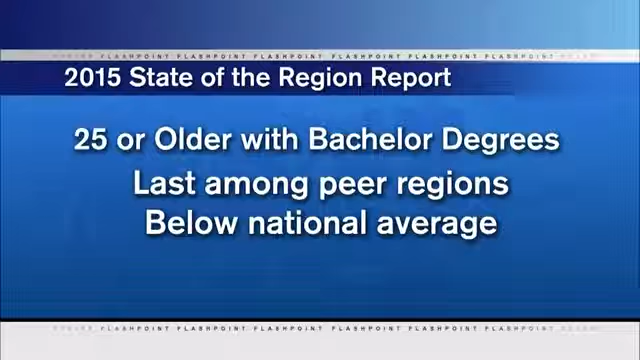 FLASHPOINT FLASHPOINT FLASHPOINT FLASHPOINT FLASHPOINT FLASHPOINT
2015 State of the Region Report
25 or Older with Bachelor Degrees
Last among peer regions
Below national average
FLASHPOINT FLASHPOINT FLASHPOINT FLASHPOINT FLASHPOINT FLASHPOINT